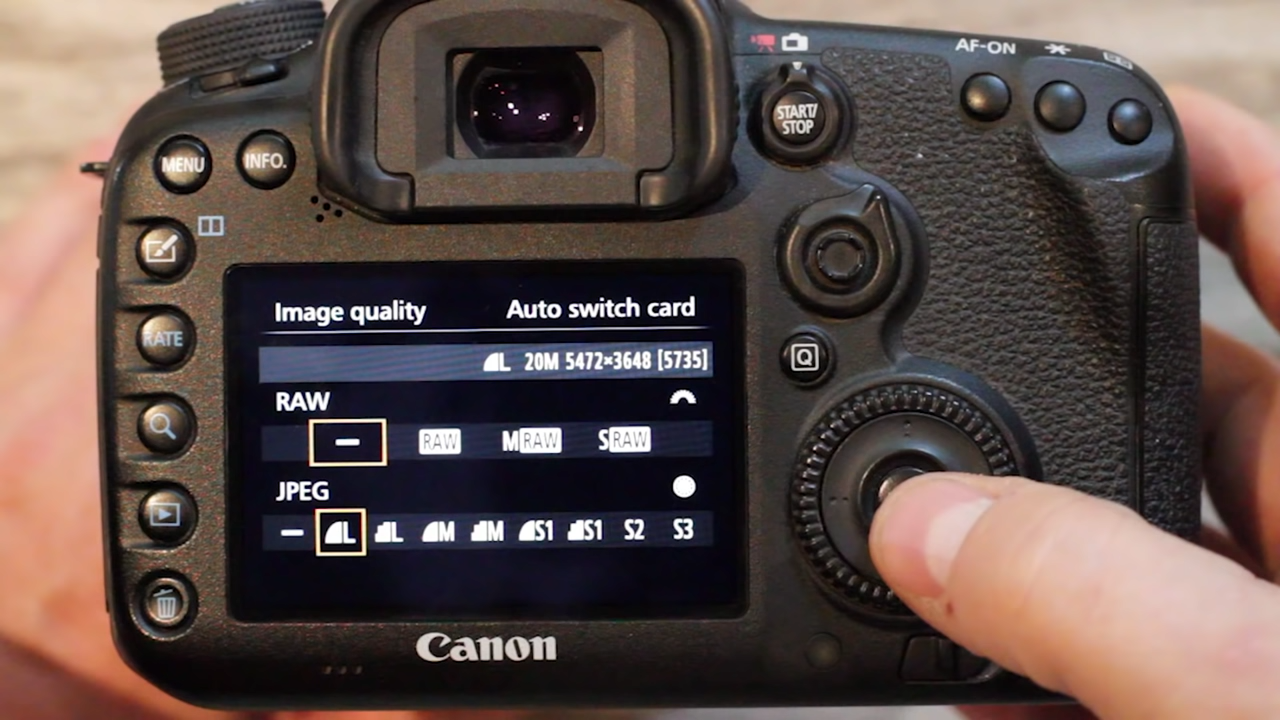 AF-ON
START/
STOP
MENU
INFO.
RATE
Q
Image quality Auto switch card
L 20M 5472×3648 [5735]
RAW
— RAW MRAW SRAW
JPEG
— L L M M S1 S1 S2 S3
Canon